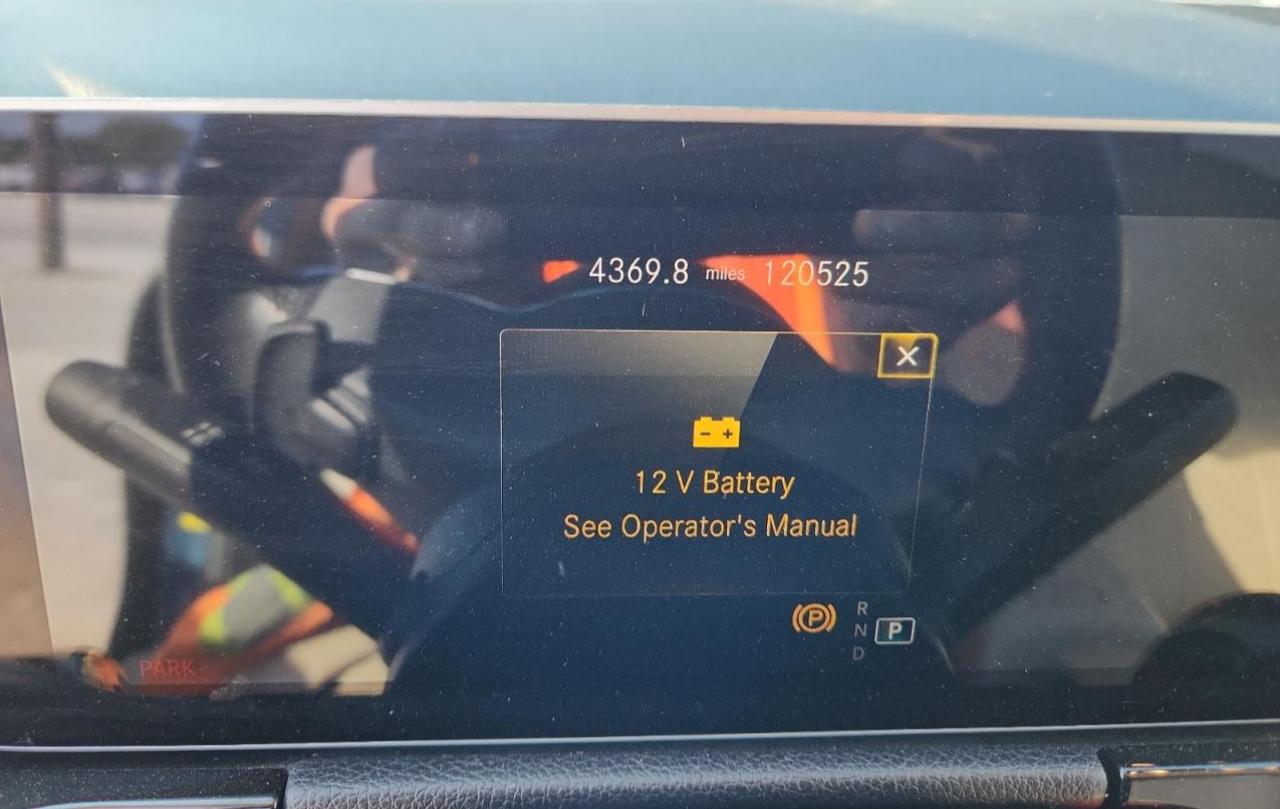 4369.8 miles 120525
X
12 V Battery
See Operator's Manual
P R
N P
D
PARK